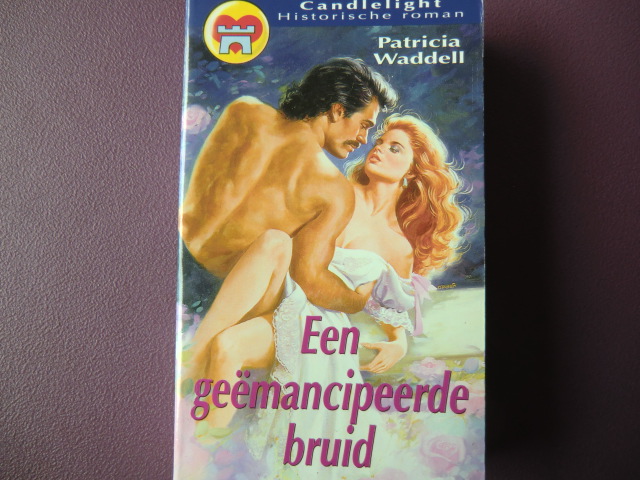 Candlelight
Historische roman
Patricia
Waddell
Een
geëmancipeerde
bruid